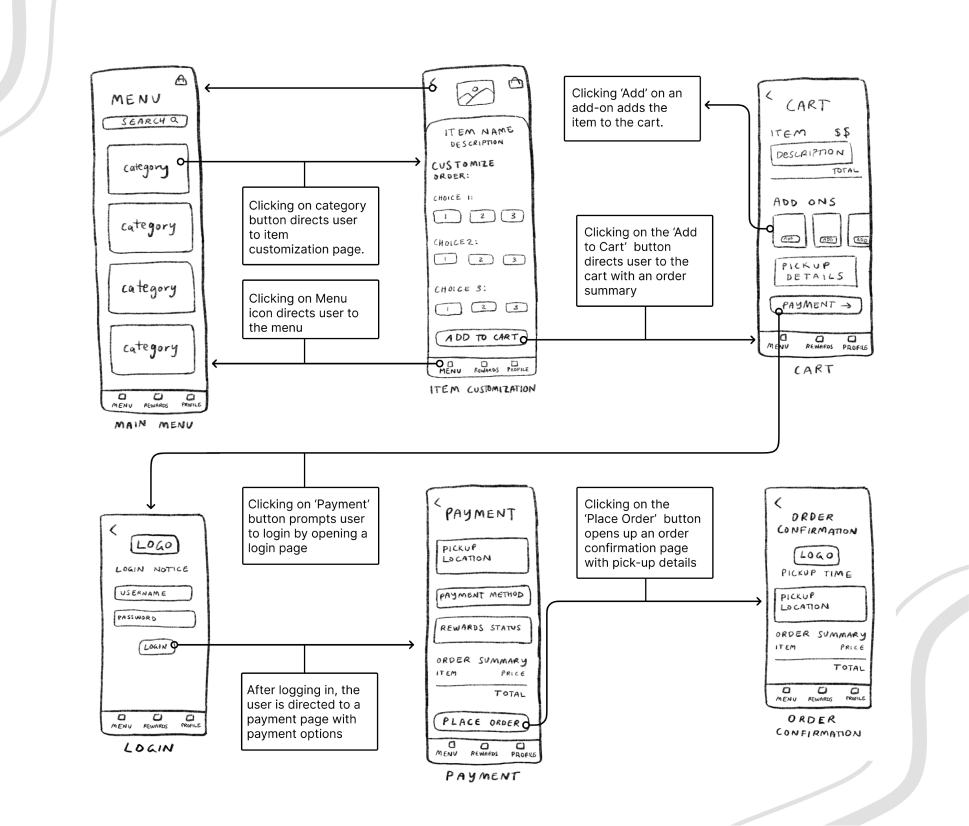 MENU
SEARCH
Category
Category
Category
Category
MENU REWARDS PROFILE
MAIN MENU
Clicking on category
button directs user
to item
customization page.
Clicking on Menu
icon directs user to
the menu
ITEM NAME
DESCRIPTION
CUSTOMIZE
ORDER:
CHOICE 1:
1 2 3
CHOICE 2:
1 2 3
CHOICE 3:
1 2 3
ADD TO CART
MENU REWARDS PROFILE
ITEM CUSTOMIZATION
Clicking 'Add' on an
add-on adds the
item to the cart.
Clicking on the 'Add
to Cart' button
directs user to the
cart with an order
summary
< CART
ITEM $$
DESCRIPTION
TOTAL
ADD ONS
ADD ADD ADD
PICKUP
DETAILS
PAYMENT →
MENU REWARDS PROFILE
CART
Clicking on 'Payment'
button prompts user
to login by opening a
login page
<
LOGO
LOGIN NOTICE
USERNAME
PASSWORD
LOGIN
MENU REWARDS PROFILE
LOGIN
After logging in, the
user is directed to a
payment page with
payment options
< PAYMENT
PICKUP
LOCATION
PAYMENT METHOD
REWARDS STATUS
ORDER SUMMARY
ITEM PRICE
TOTAL
PLACE ORDER
MENU REWARDS PROFILE
PAYMENT
Clicking on the
'Place Order' button
opens up an order
confirmation page
with pick-up details
<
ORDER
CONFIRMATION
LOGO
PICKUP TIME
PICKUP
LOCATION
ORDER SUMMARY
ITEM PRICE
TOTAL
MENU REWARDS PROFILE
ORDER
CONFIRMATION